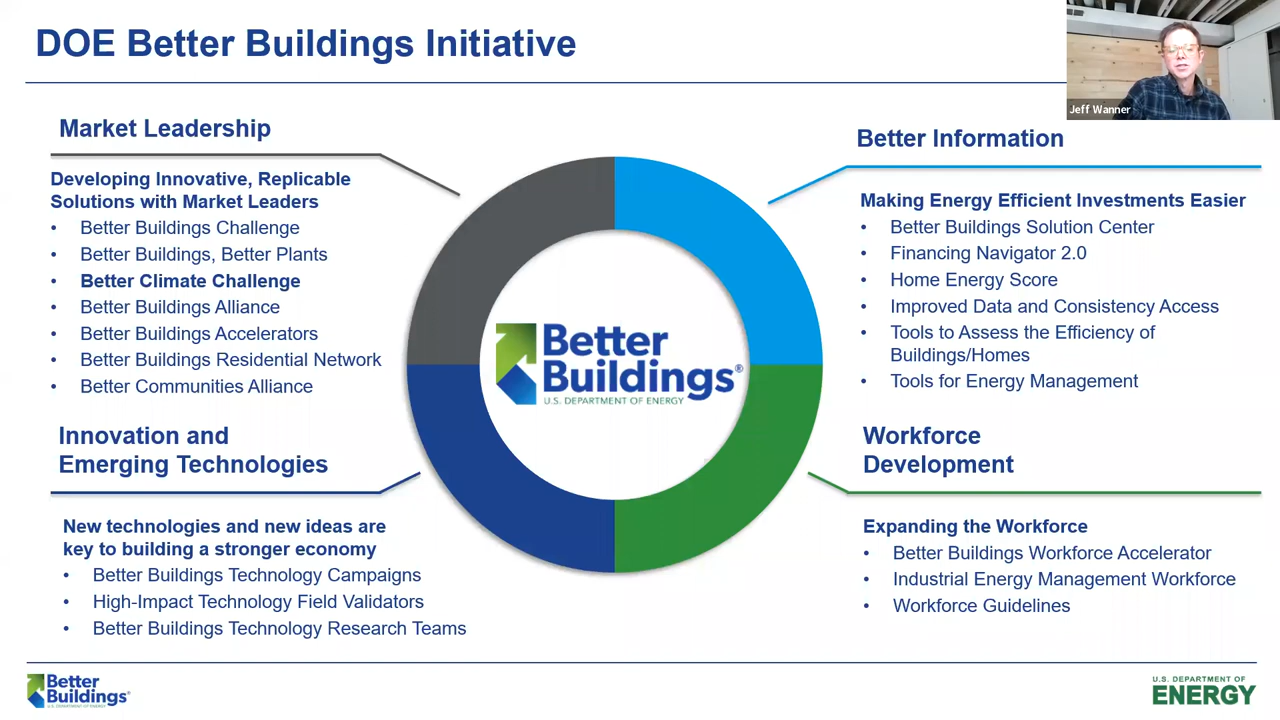 DOE Better Buildings Initiative
Jeff Wanner
Market Leadership
Developing Innovative, Replicable
Solutions with Market Leaders
• Better Buildings Challenge
• Better Buildings, Better Plants
• Better Climate Challenge
• Better Buildings Alliance
• Better Buildings Accelerators
• Better Buildings Residential Network
• Better Communities Alliance
Better Information
Making Energy Efficient Investments Easier
• Better Buildings Solution Center
• Financing Navigator 2.0
• Home Energy Score
• Improved Data and Consistency Access
• Tools to Assess the Efficiency of
Buildings/Homes
• Tools for Energy Management
Better
Buildings®
U.S. DEPARTMENT OF ENERGY
Innovation and
Emerging Technologies
New technologies and new ideas are
key to building a stronger economy
• Better Buildings Technology Campaigns
• High-Impact Technology Field Validators
• Better Buildings Technology Research Teams
Workforce
Development
Expanding the Workforce
• Better Buildings Workforce Accelerator
• Industrial Energy Management Workforce
• Workforce Guidelines
Better
Buildings®
U.S. DEPARTMENT OF ENERGY
U.S. DEPARTMENT OF
ENERGY